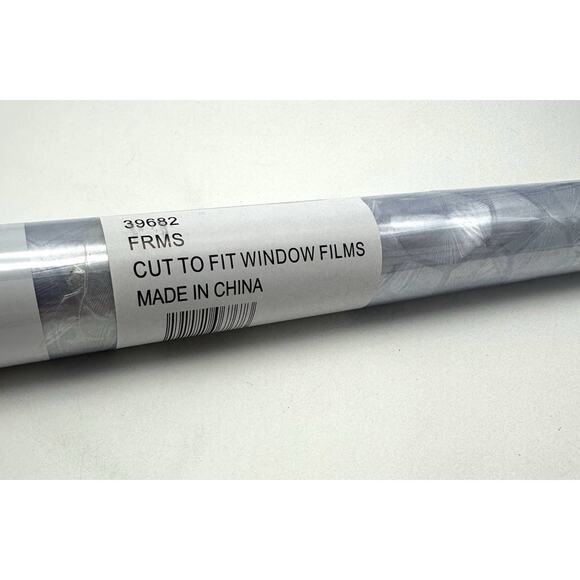 39682
FRMS
CUT TO FIT WINDOW FILMS
MADE IN CHINA